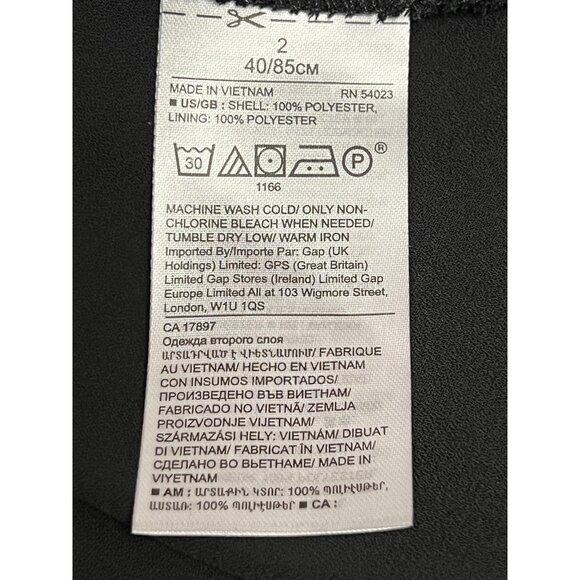 2
40/85CM
MADE IN VIETNAM RN 54023
■ US/GB : SHELL: 100% POLYESTER,
LINING: 100% POLYESTER
30 P ®
1166
MACHINE WASH COLD/ ONLY NON-
CHLORINE BLEACH WHEN NEEDED/
TUMBLE DRY LOW/ WARM IRON
Imported By/Importe Par: Gap (UK
Holdings) Limited: GPS (Great Britain)
Limited Gap Stores (Ireland) Limited Gap
Europe Limited All at 103 Wigmore Street,
London, W1U 1QS
CA 17897
Одежда второго слоя
ԱՐՏԱԴՐՎԱԾ Է ՎԻԵՏՆԱՄՈՒՄ/ FABRIQUE
AU VIETNAM/ HECHO EN VIETNAM
CON INSUMOS IMPORTADOS/
ПРОИЗВЕДЕНО ВЪВ ВИЕТНАМ/
FABRICADO NO VIETNÃ/ ZEMLJA
PROIZVODNJE VIJETNAM/
SZÁRMAZÁSI HELY: VIETNÁM/ DIBUAT
DI VIETNAM/ FABRICAT ÎN VIETNAM/
СДЕЛАНО ВО ВЬЕТНАМЕ/ MADE IN
VIYETNAM
■ AM : ԱՐՏԱՔԻՆ ԿՏՈՐ: 100% ՊՈԼԻԷՍԹԵՐ,
ԱՍՏԱՌ: 100% ՊՈԼԻԷՍԹԵՐ ■ CA :